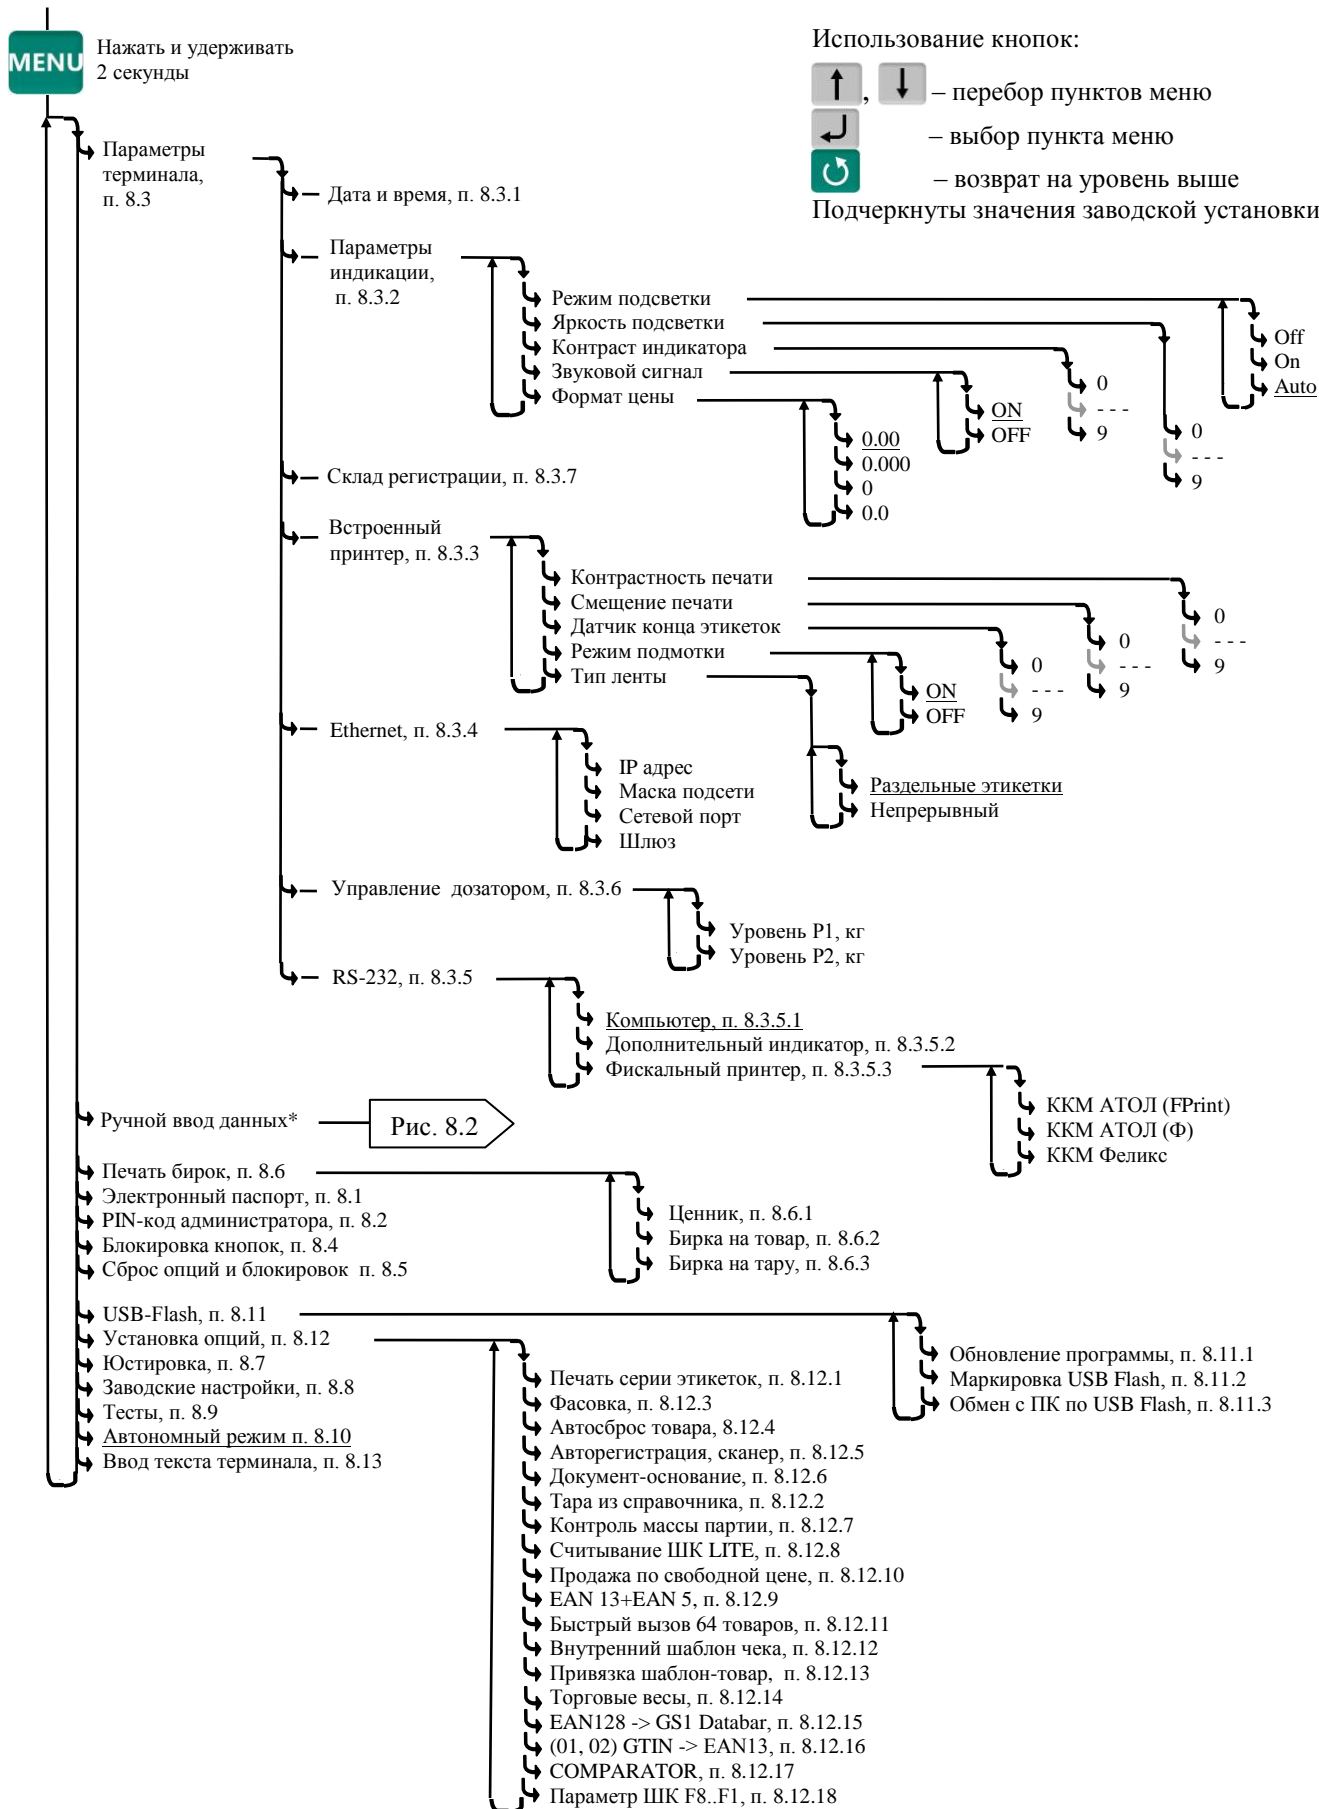 MENU
Нажать и удерживать
2 секунды
Использование кнопок:
, – перебор пунктов меню
– выбор пункта меню
– возврат на уровень выше
Подчеркнуты значения заводской установки
Параметры
терминала,
п. 8.3
Дата и время, п. 8.3.1
Параметры
индикации,
п. 8.3.2
Режим подсветки
Яркость подсветки
Контраст индикатора
Звуковой сигнал
Формат цены
Off
On
Auto
0
- - -
9
0
- - -
9
ON
OFF
0.00
0.000
0
0.0
Склад регистрации, п. 8.3.7
Встроенный
принтер, п. 8.3.3
Контрастность печати
Смещение печати
Датчик конца этикеток
Режим подмотки
Тип ленты
0
- - -
9
0
- - -
9
0
- - -
9
ON
OFF
Раздельные этикетки
Непрерывный
Ethernet, п. 8.3.4
IP адрес
Маска подсети
Сетевой порт
Шлюз
Управление дозатором, п. 8.3.6
Уровень P1, кг
Уровень P2, кг
RS-232, п. 8.3.5
Компьютер, п. 8.3.5.1
Дополнительный индикатор, п. 8.3.5.2
Фискальный принтер, п. 8.3.5.3
ККМ АТОЛ (FPrint)
ККМ АТОЛ (Ф)
ККМ Феликс
Ручной ввод данных*
Рис. 8.2
Печать бирок, п. 8.6
Электронный паспорт, п. 8.1
PIN-код администратора, п. 8.2
Блокировка кнопок, п. 8.4
Сброс опций и блокировок п. 8.5
Ценник, п. 8.6.1
Бирка на товар, п. 8.6.2
Бирка на тару, п. 8.6.3
USB-Flash, п. 8.11
Установка опций, п. 8.12
Юстировка, п. 8.7
Заводские настройки, п. 8.8
Тесты, п. 8.9
Автономный режим п. 8.10
Ввод текста терминала, п. 8.13
Обновление программы, п. 8.11.1
Маркировка USB Flash, п. 8.11.2
Обмен с ПК по USB Flash, п. 8.11.3
Печать серии этикеток, п. 8.12.1
Фасовка, п. 8.12.3
Автосброс товара, 8.12.4
Авторегистрация, сканер, п. 8.12.5
Документ-основание, п. 8.12.6
Тара из справочника, п. 8.12.2
Контроль массы партии, п. 8.12.7
Считывание ШК LITE, п. 8.12.8
Продажа по свободной цене, п. 8.12.10
EAN 13+EAN 5, п. 8.12.9
Быстрый вызов 64 товаров, п. 8.12.11
Внутренний шаблон чека, п. 8.12.12
Привязка шаблон-товар, п. 8.12.13
Торговые весы, п. 8.12.14
EAN128 -> GS1 Databar, п. 8.12.15
(01, 02) GTIN -> EAN13, п. 8.12.16
COMPARATOR, п. 8.12.17
Параметр ШК F8..F1, п. 8.12.18